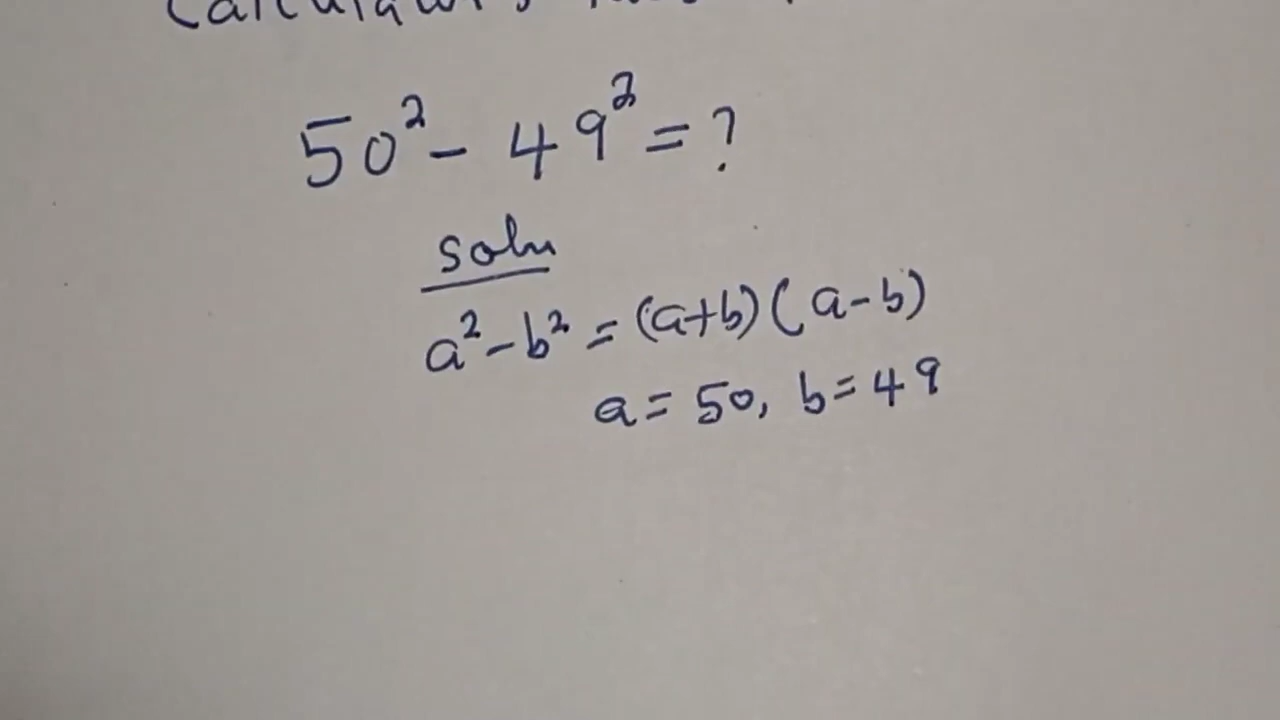 50² - 49² = ?
soln
a² - b² = (a+b)(a-b)
a = 50, b = 49